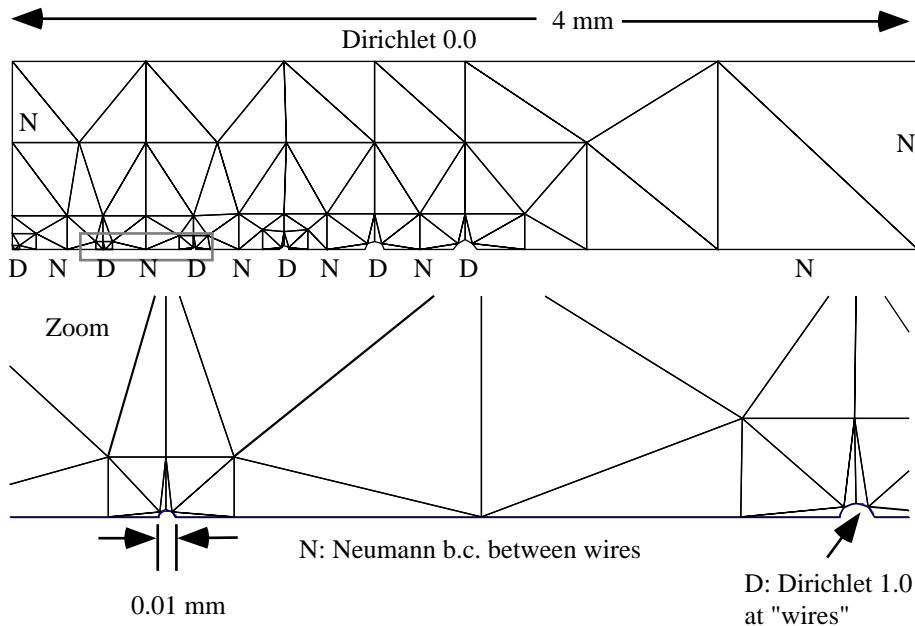 4 mm
Dirichlet 0.0
N
N
D N D N D N D N D N D N
Zoom
N: Neumann b.c. between wires
0.01 mm
D: Dirichlet 1.0
at "wires"